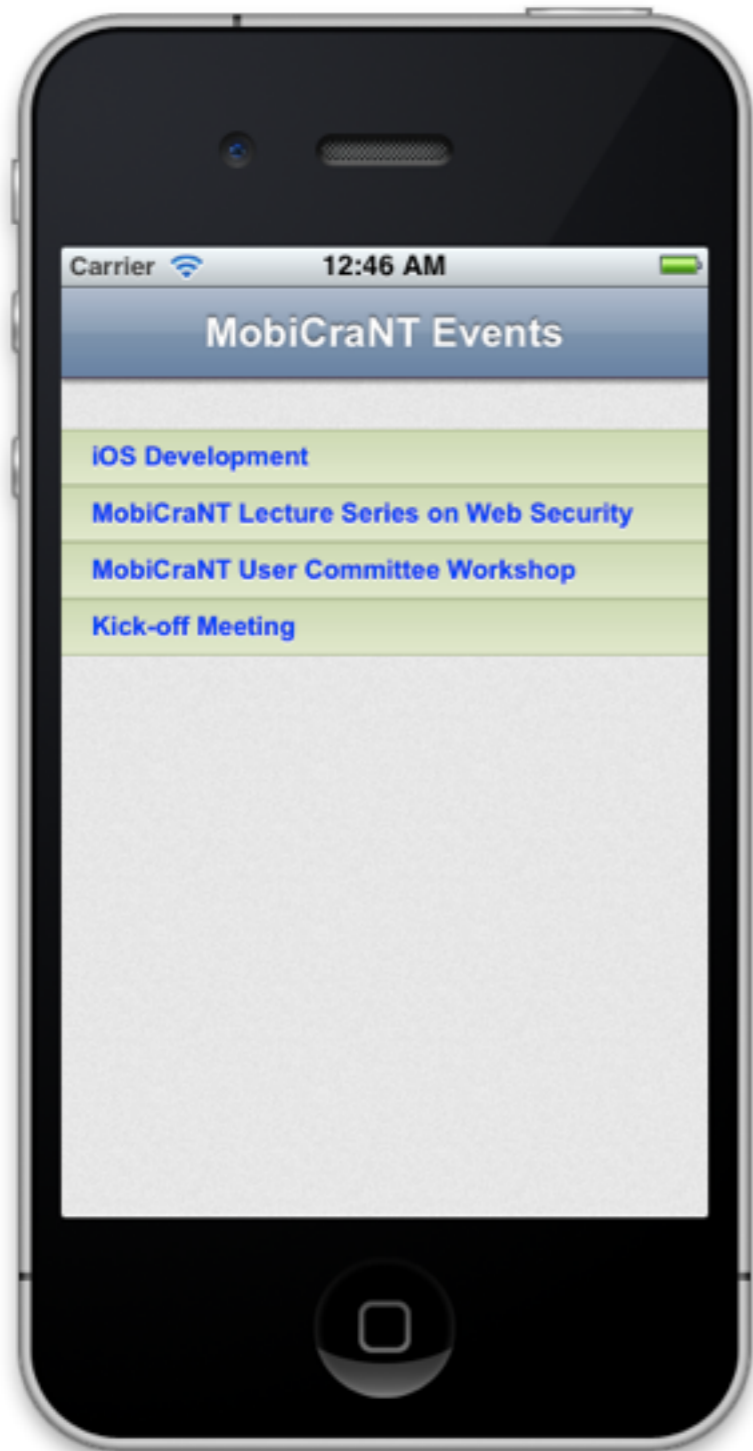 Carrier 12:46 AM
MobiCraNT Events
iOS Development
MobiCraNT Lecture Series on Web Security
MobiCraNT User Committee Workshop
Kick-off Meeting